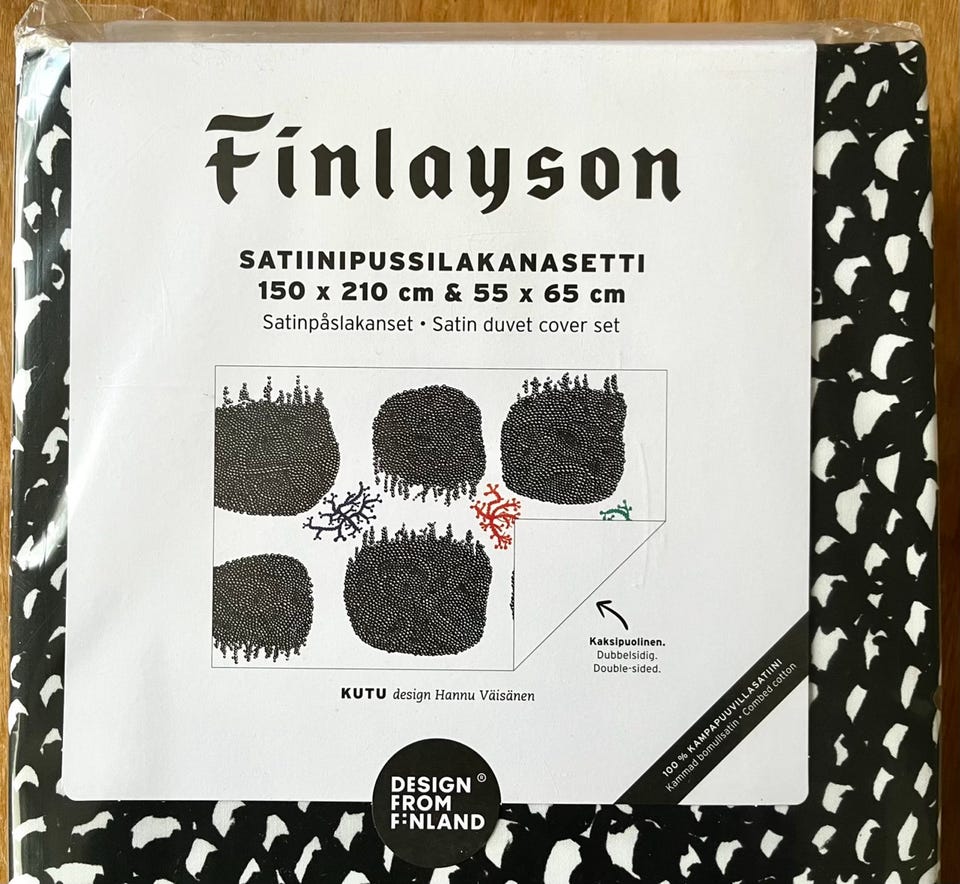 Finlayson
SATIINIPUSSILAKANASETTI
150 x 210 cm & 55 x 65 cm
Satinpåslakanset • Satin duvet cover set
Kaksipuolinen.
Dubbelsidig.
Double-sided.
KUTU design Hannu Väisänen
100 % KAMPAPUUVILLASATIINI
Kammad bomullsatin • Combed cotton
DESIGN ®
FROM
FINLAND